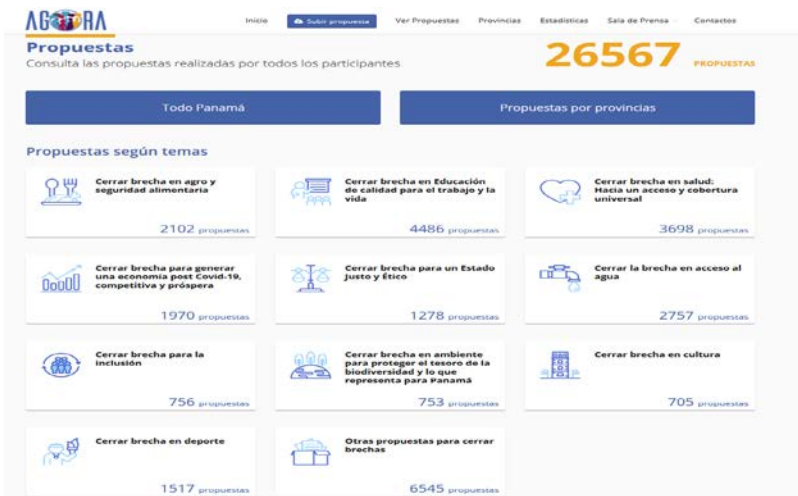 AGORA
Inicio
Subir propuesta
Ver Propuestas
Provincias
Estadísticas
Sala de Prensa
Contactos
Propuestas
Consulta las propuestas realizadas por todos los participantes
26567 PROPUESTAS
Todo Panamá
Propuestas por provincias
Propuestas según temas
Cerrar brecha en agro y
seguridad alimentaria
2102 propuestas
Cerrar brecha en Educación
de calidad para el trabajo y la
vida
4486 propuestas
Cerrar brecha en salud:
Hacia un acceso y cobertura
universal
3698 propuestas
Cerrar brecha para generar
una economía post Covid-19,
competitiva y próspera
1970 propuestas
Cerrar brecha para un Estado
Justo y Ético
1278 propuestas
Cerrar la brecha en acceso al
agua
2757 propuestas
Cerrar brecha para la
inclusión
756 propuestas
Cerrar brecha en ambiente
para proteger el tesoro de la
biodiversidad y lo que
representa para Panamá
753 propuestas
Cerrar brecha en cultura
705 propuestas
Cerrar brecha en deporte
1517 propuestas
Otras propuestas para cerrar
brechas
6545 propuestas